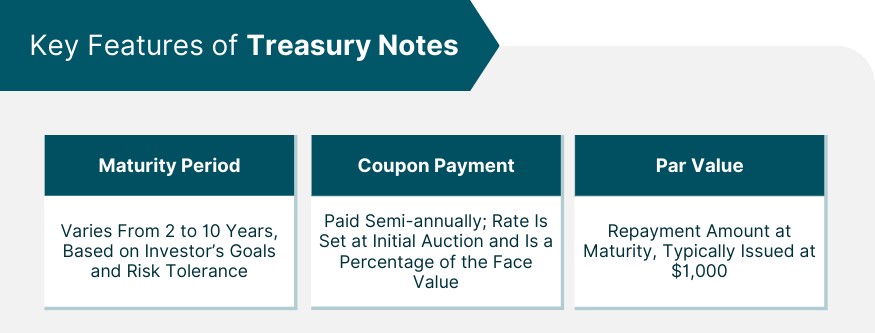 Key Features of Treasury Notes
Maturity Period
Varies From 2 to 10 Years,
Based on Investor's Goals
and Risk Tolerance
Coupon Payment
Paid Semi-annually; Rate Is
Set at Initial Auction and Is a
Percentage of the Face
Value
Par Value
Repayment Amount at
Maturity, Typically Issued at
$1,000